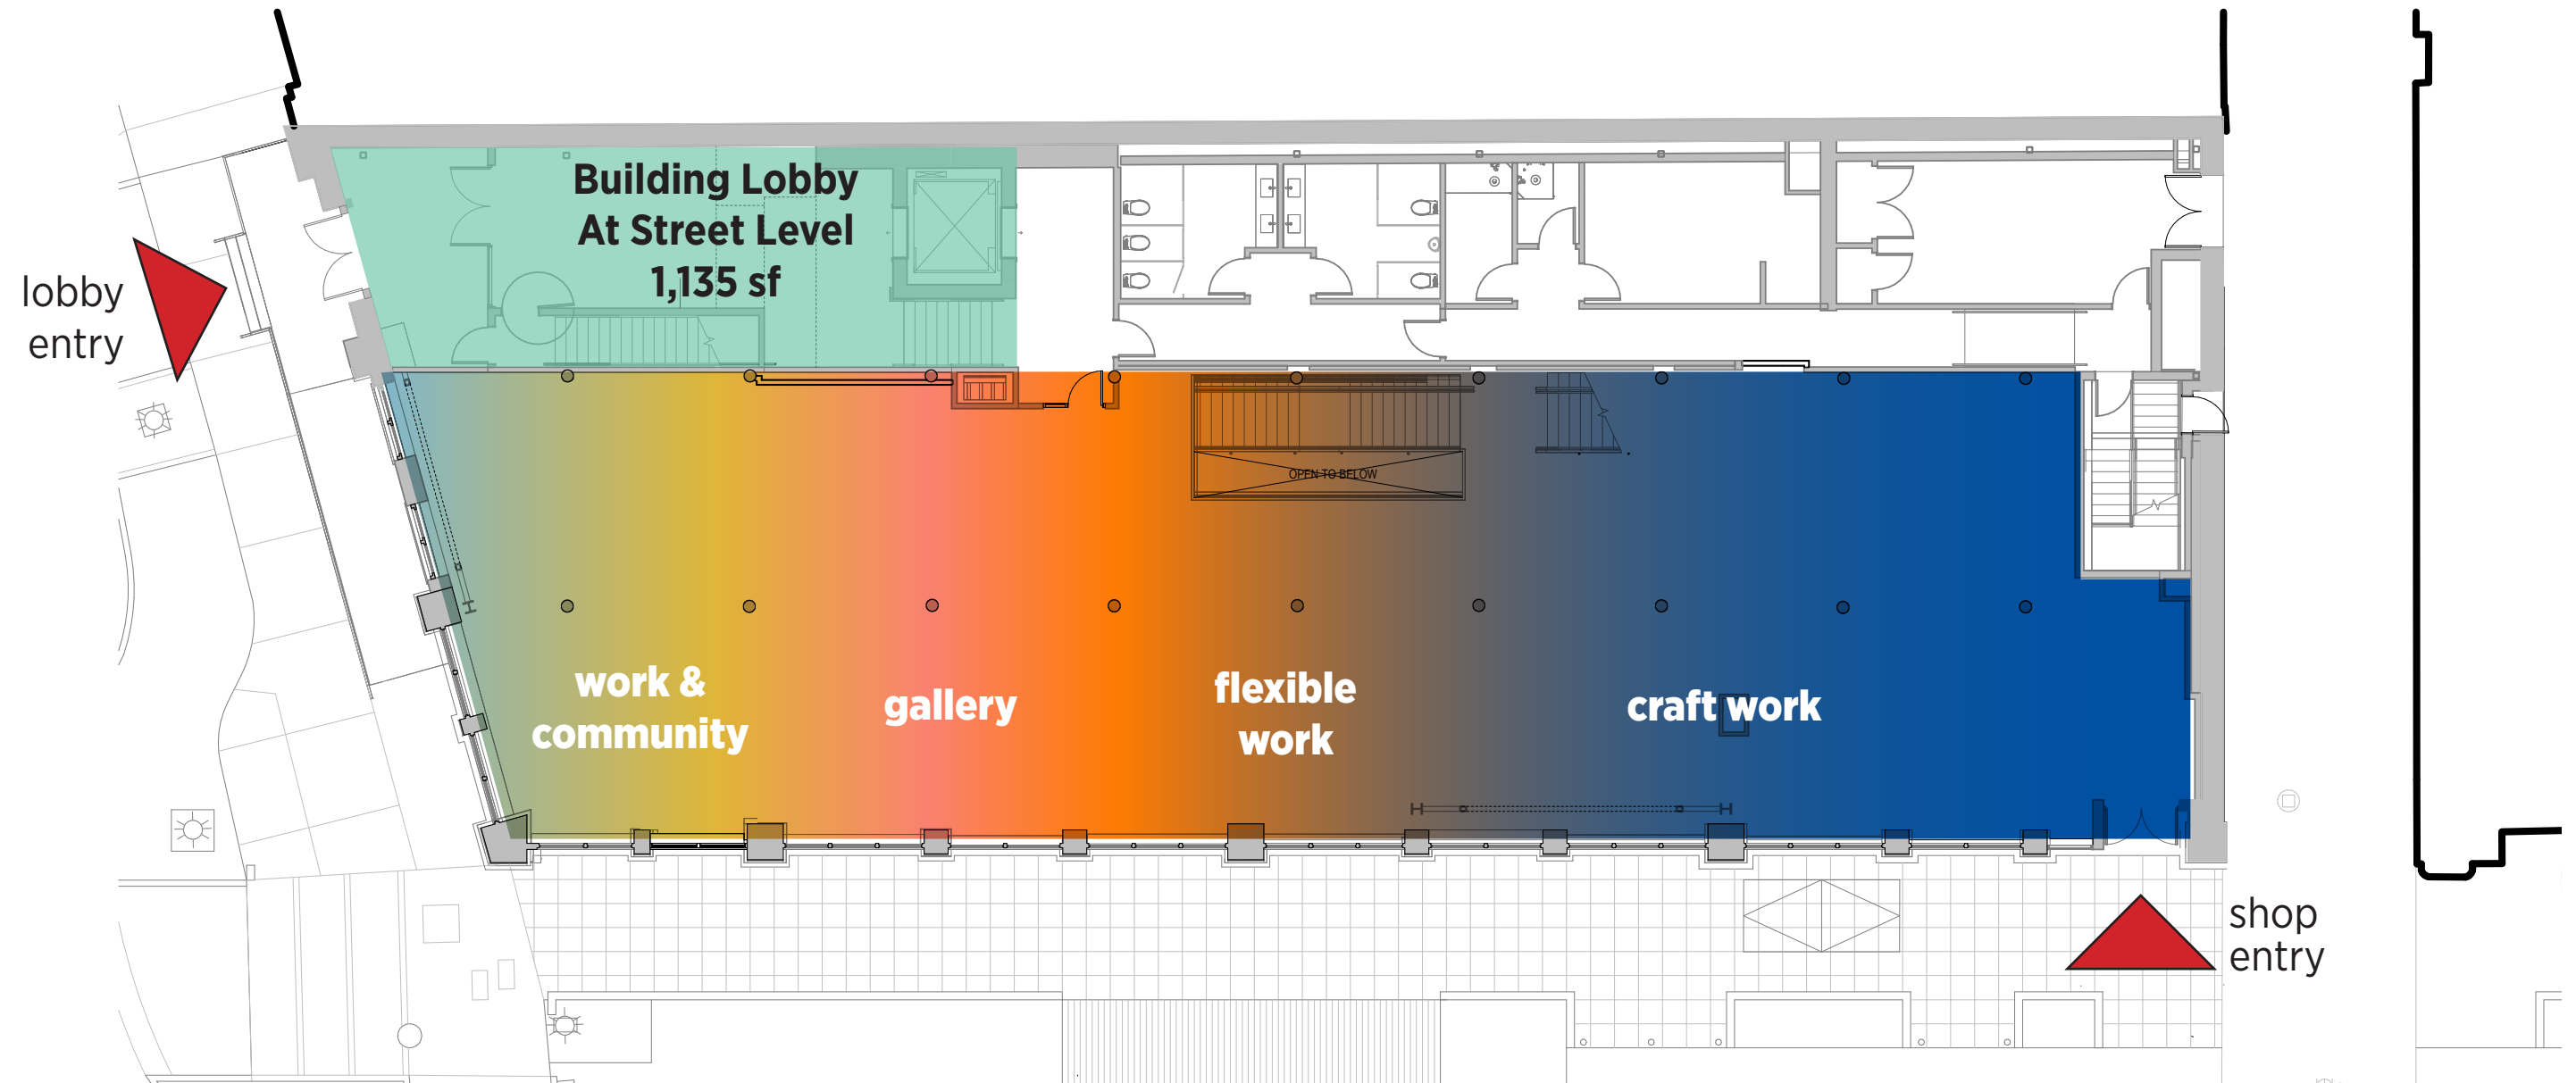 Building Lobby
At Street Level
1,135 sf
lobby
entry
OPEN TO BELOW
work &
community
gallery
flexible
work
craft work
shop
entry